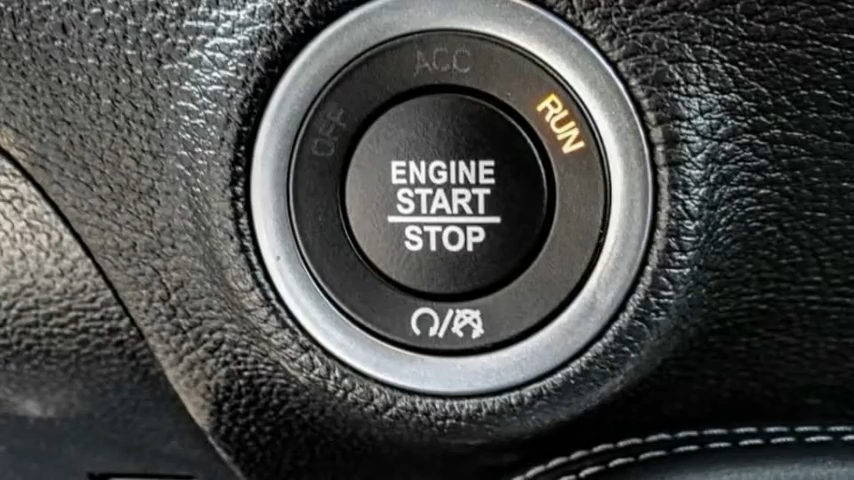 ACC
OFF
RUN
ENGINE
START
STOP